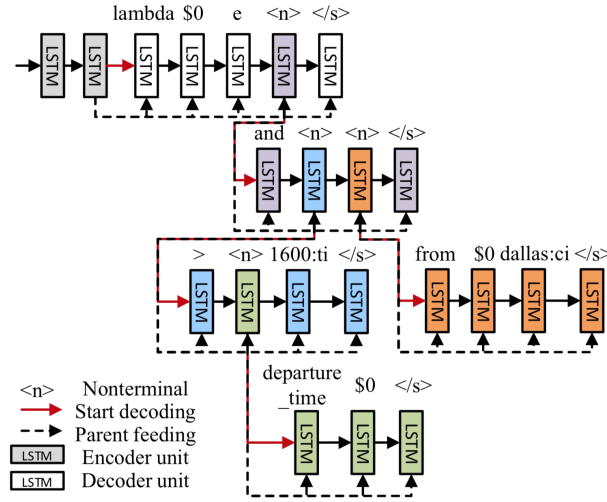 lambda $0 e <n> </s>
LSTM LSTM LSTM LSTM LSTM LSTM LSTM
and <n> <n> </s>
LSTM LSTM LSTM LSTM
> <n> 1600:ti </s>
LSTM LSTM LSTM LSTM
from $0 dallas:ci </s>
LSTM LSTM LSTM LSTM
departure
_time $0 </s>
LSTM LSTM LSTM
<n> Nonterminal
Start decoding
Parent feeding
LSTM Encoder unit
LSTM Decoder unit